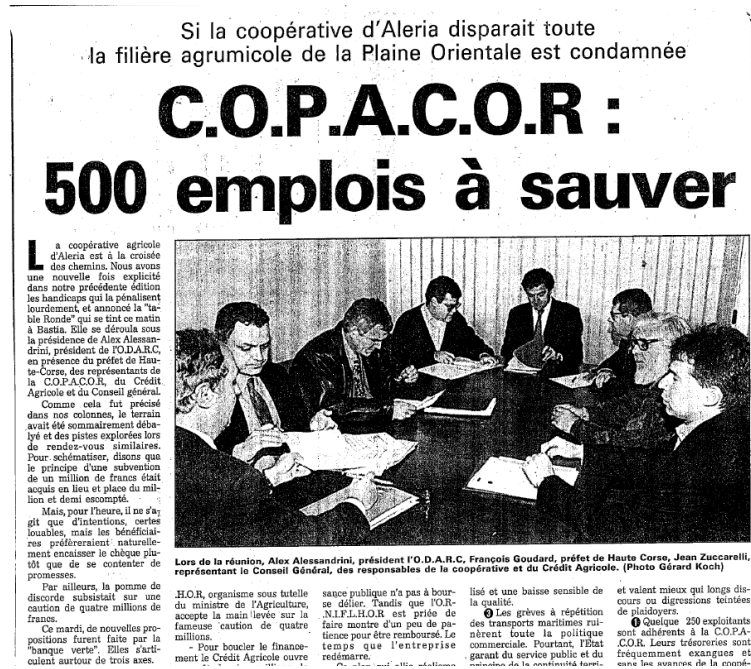 Si la coopérative d'Aleria disparait toute
la filière agrumicole de la Plaine Orientale est condamnée
C.O.P.A.C.O.R :
500 emplois à sauver
La coopérative agricole
d'Aleria est à la croisée
des chemins. Nous avons
une nouvelle fois explicité
dans notre précédente édition
les handicaps qui la pénalisent
lourdement, et annoncé la "ta-
ble Ronde" qui se tint ce matin
à Bastia. Elle se déroula sous
la présidence de Alex Alessan-
drini, président de l'O.D.A.R.C,
en présence du préfet de Hau-
te-Corse, des représentants de
la C.O.P.A.C.O.R, du Crédit
Agricole et du Conseil général.
Comme cela fut précisé
dans nos colonnes, le terrain
avait été sommairement débla-
yé et des pistes explorées lors
de rendez-vous similaires.
Pour schématiser, disons que
le principe d'une subvention
de un million de francs était
acquis en lieu et place du mil-
lion et demi escompté.
Mais, pour l'heure, il ne s'a-
git que d'intentions, certes
louables, mais les bénéficiai-
res préfèreraient naturelle-
ment encaisser le chèque plu-
tôt que de se contenter de
promesses.
Par ailleurs, la pomme de
discorde subsistait sur une
caution de quatre millions de
francs.
Ce mardi, de nouvelles pro-
positions furent faite par la
"banque verte". Elles s'arti-
culent autour de trois axes.
Lors de la réunion, Alex Alessandrini, président l'O.D.A.R.C, François Goudard, préfet de Haute Corse, Jean Zuccarelli,
représentant le Conseil Général, des responsables de la coopérative et du Crédit Agricole. (Photo Gérard Koch)
.H.O.R, organisme sous tutelle
du ministre de l'Agriculture,
accepte la main levée sur la
fameuse caution de quatre
millions.
- Pour boucler le finance-
ment le Crédit Agricole ouvre
sance publique n'a pas à bour-
se délier. Tandis que l'OR-
.N.I.F.L.H.O.R est priée de
faire montre d'un peu de pa-
tience pour être remboursé. Le
temps que l'entreprise
redémarre.
lisé et une baisse sensible de
la qualité.
❸ Les grèves à répétition
des transports maritimes rui-
nèrent toute la politique
commerciale. Pourtant, l'Etat
garant du service public et du
principe de la continuité terri-
et valent mieux qui longs dis-
cours ou digressions teintées
de plaidoyers.
❶ Quelque 250 exploitants
sont adhérents à la C.O.P.A-
.C.O.R. Leurs trésoreries sont
fréquemment exangues et
sans les avances de la coopé-